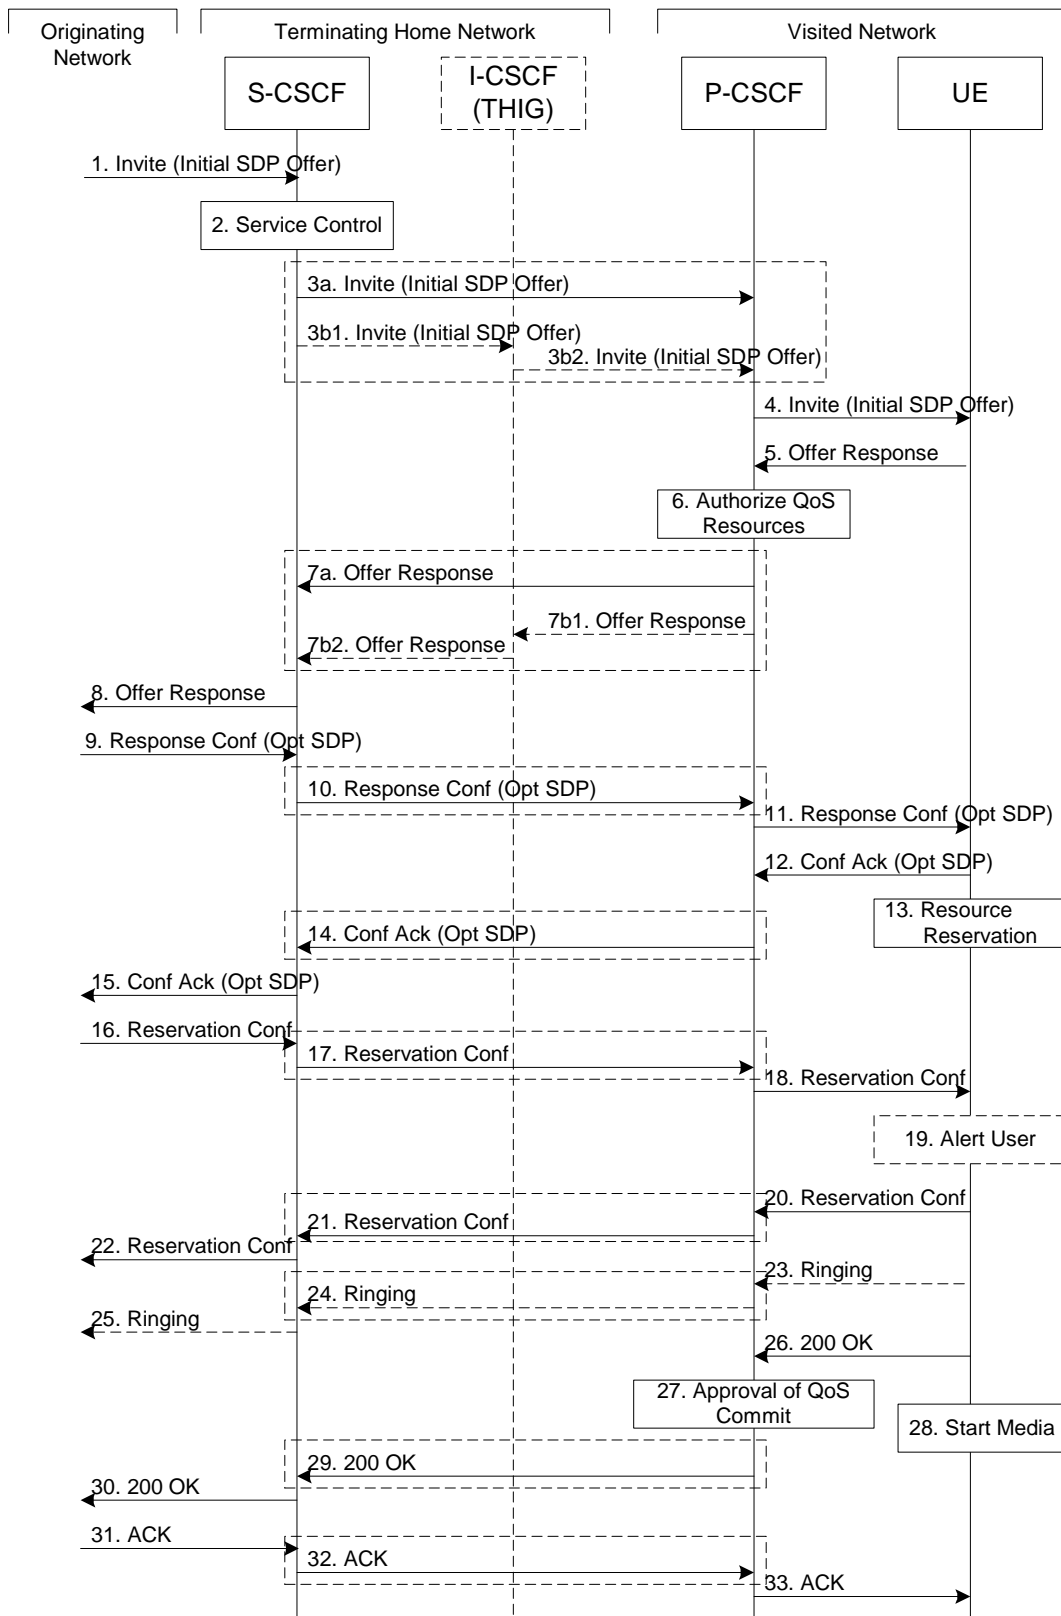 Originating
Network
Terminating Home Network
Visited Network
S-CSCF
I-CSCF
(THIG)
P-CSCF
UE
1. Invite (Initial SDP Offer)
2. Service Control
3a. Invite (Initial SDP Offer)
3b1. Invite (Initial SDP Offer)
3b2. Invite (Initial SDP Offer)
4. Invite (Initial SDP Offer)
5. Offer Response
6. Authorize QoS
Resources
7a. Offer Response
7b1. Offer Response
7b2. Offer Response
8. Offer Response
9. Response Conf (Opt SDP)
10. Response Conf (Opt SDP)
11. Response Conf (Opt SDP)
12. Conf Ack (Opt SDP)
13. Resource
Reservation
14. Conf Ack (Opt SDP)
15. Conf Ack (Opt SDP)
16. Reservation Conf
17. Reservation Conf
18. Reservation Conf
19. Alert User
20. Reservation Conf
21. Reservation Conf
22. Reservation Conf
23. Ringing
24. Ringing
25. Ringing
26. 200 OK
27. Approval of QoS
Commit
28. Start Media
29. 200 OK
30. 200 OK
31. ACK
32. ACK
33. ACK